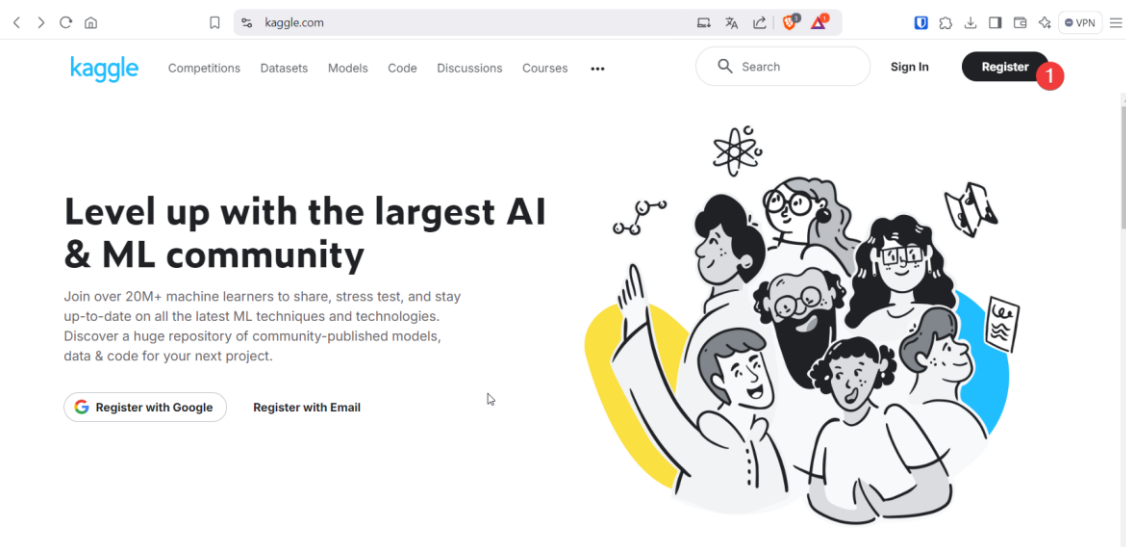 kaggle.com
VPN
kaggle
Competitions Datasets Models Code Discussions Courses ••• Search Sign In Register
1
Level up with the largest AI
& ML community
Join over 20M+ machine learners to share, stress test, and stay
up-to-date on all the latest ML techniques and technologies.
Discover a huge repository of community-published models,
data & code for your next project.
Register with Google Register with Email